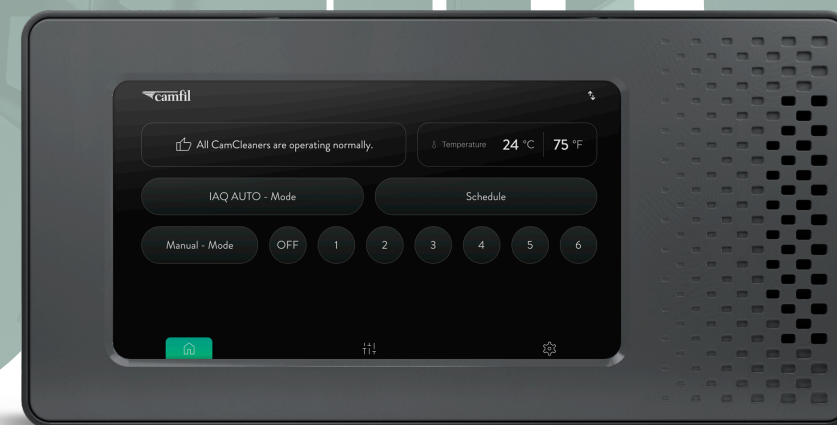 camfil
All CamCleaners are operating normally.
Temperature 24 °C 75 °F
IAQ AUTO - Mode
Schedule
Manual - Mode OFF 1 2 3 4 5 6